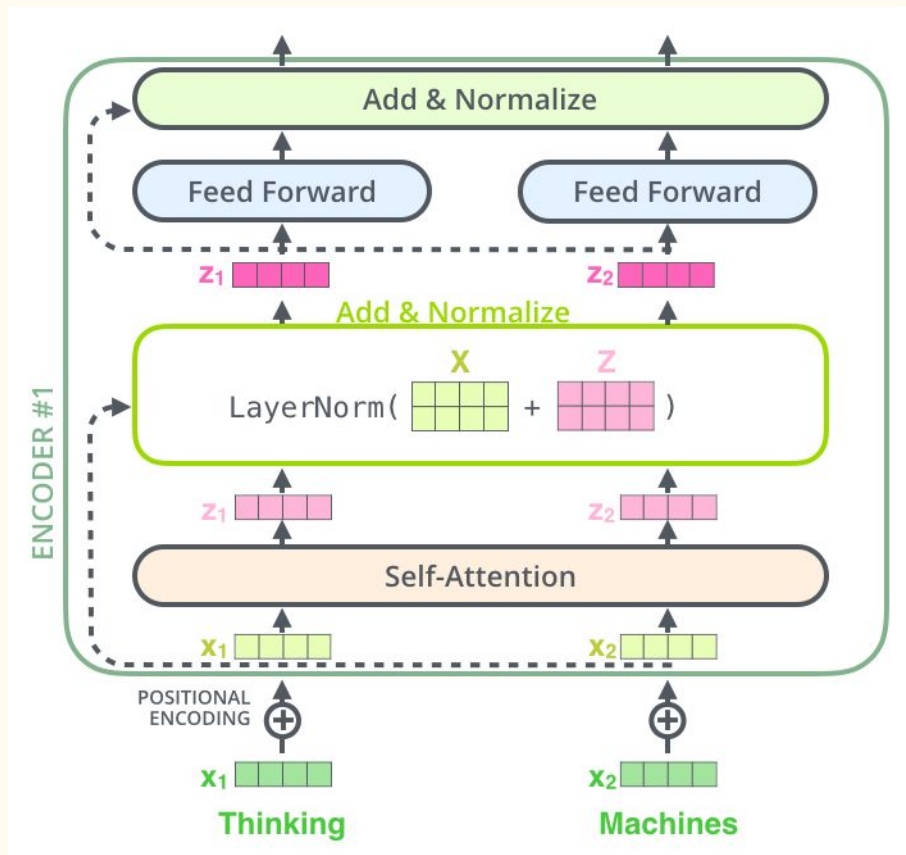 Add & Normalize
Feed Forward
Feed Forward
z1
z2
Add & Normalize
X
Z
LayerNorm( + )
ENCODER #1
z1
z2
Self-Attention
x1
x2
POSITIONAL
ENCODING
x1
x2
Thinking
Machines